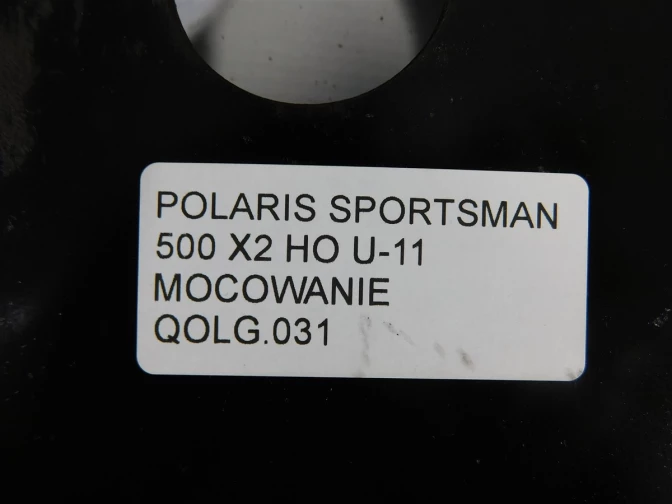 POLARIS SPORTSMAN
500 X2 HO U-11
MOCOWANIE
QOLG.031